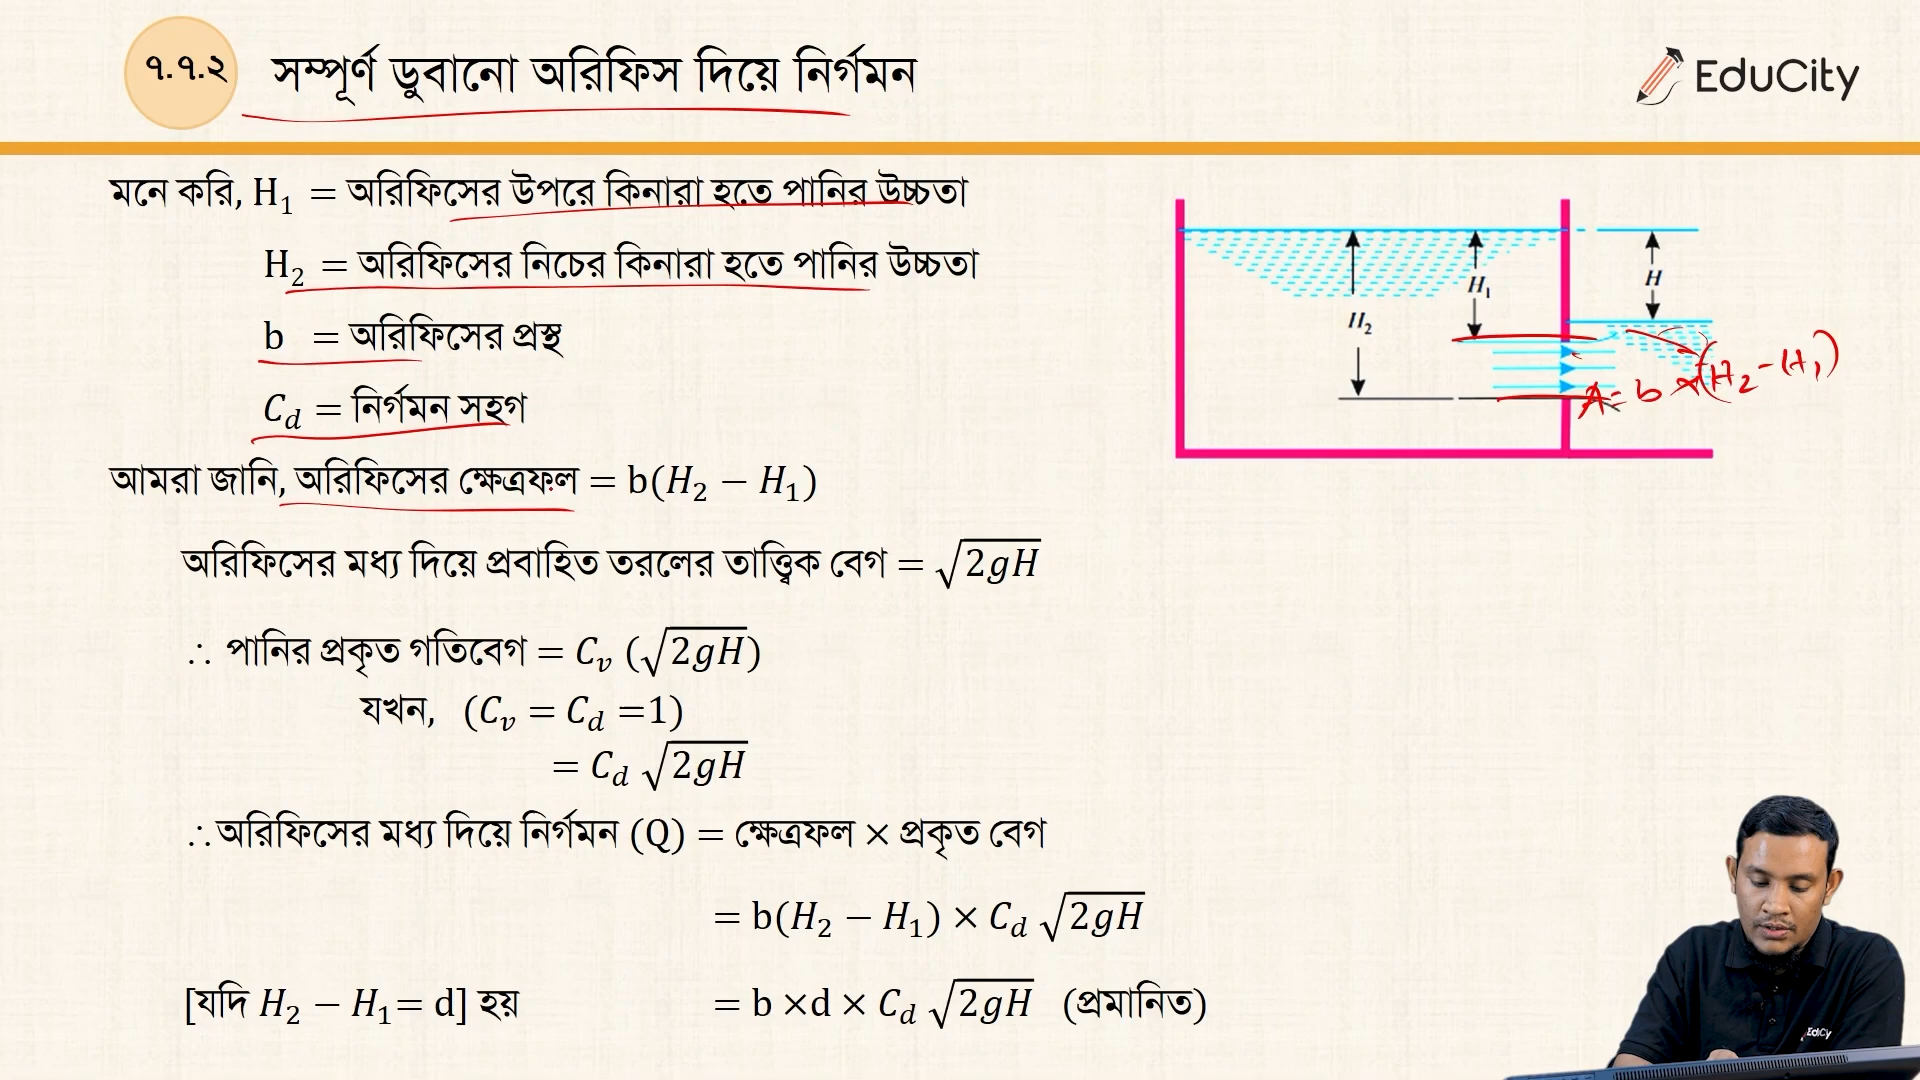 ৭.৭.২ সম্পূর্ণ ডুবানো অরিফিস দিয়ে নির্গমন
EduCity
মনে করি, H₁ = অরিফিসের উপরে কিনারা হতে পানির উচ্চতা
H₂ = অরিফিসের নিচের কিনারা হতে পানির উচ্চতা
b = অরিফিসের প্রস্থ
C_d = নির্গমন সহগ
আমরা জানি, অরিফিসের ক্ষেত্রফল = b(H₂ − H₁)
অরিফিসের মধ্য দিয়ে প্রবাহিত তরলের তাত্ত্বিক বেগ = √2gH
∴ পানির প্রকৃত গতিবেগ = C_v (√2gH)
যখন, (C_v = C_d =1)
= C_d √2gH
∴অরিফিসের মধ্য দিয়ে নির্গমন (Q) = ক্ষেত্রফল × প্রকৃত বেগ
= b(H₂ − H₁) × C_d √2gH
[যদি H₂ − H₁= d] হয় = b ×d × C_d √2gH (প্রমানিত)
H₂
H₁
H
A = b × (H₂ - H₁)
EduCity